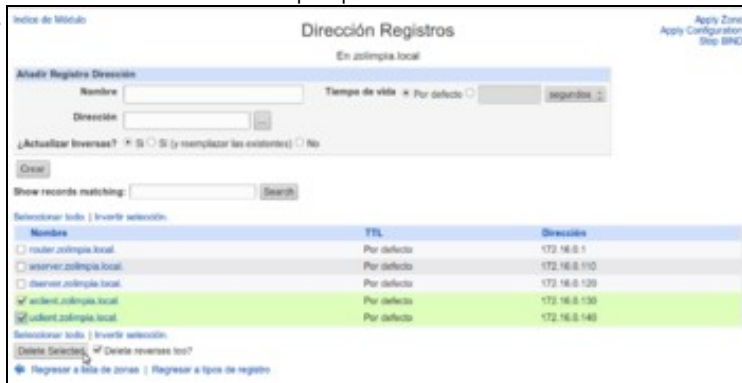 Índice de Módulo
Dirección Registros
Apply Zone
Apply Configuration
Stop BIND
En zolimpia.local
Añadir Registro Dirección
Nombre
Tiempo de vida Por defecto segundos
Dirección ...
¿Actualizar Inversas? Sí Sí (y reemplazar las existentes) No
Crear
Show records matching: Search
Seleccionar todo. | Invertir selección.
Nombre TTL Dirección
router.zolimpia.local. Por defecto 172.16.0.1
wserver.zolimpia.local. Por defecto 172.16.0.110
dserver.zolimpia.local. Por defecto 172.16.0.120
wclient.zolimpia.local. Por defecto 172.16.0.130
uclient.zolimpia.local. Por defecto 172.16.0.140
Seleccionar todo. | Invertir selección.
Delete Selected Delete reverses too?
Regresar a lista de zonas | Regresar a tipos de registro